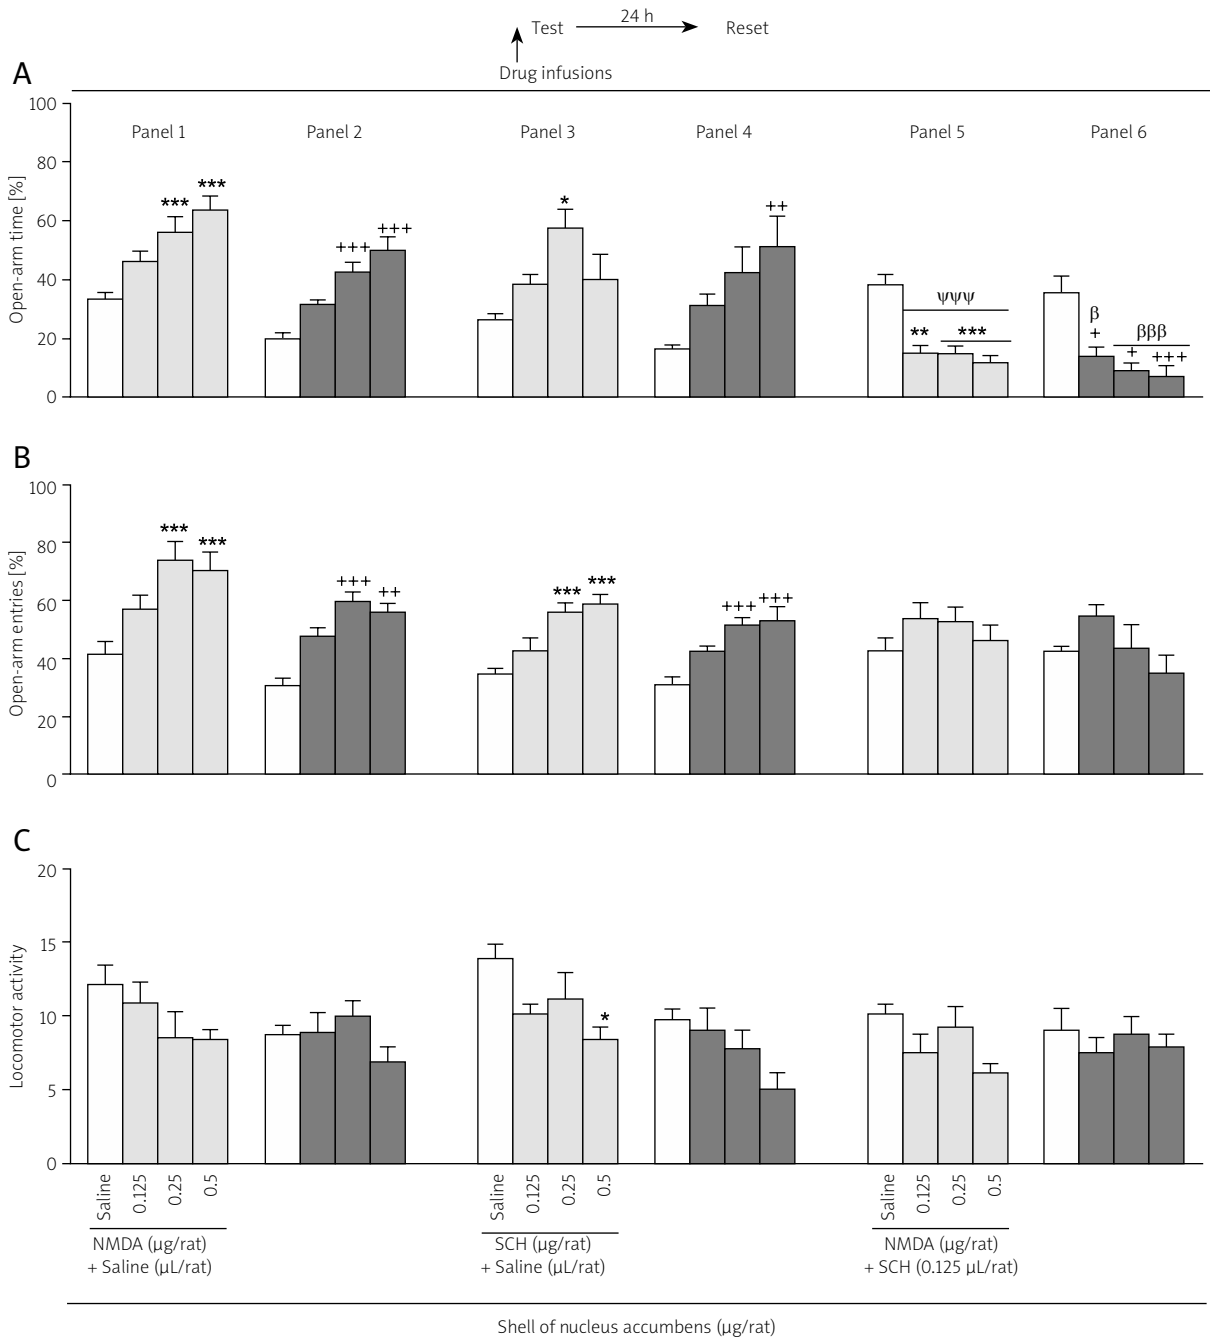 24 h
Test Reset
Drug infusions
A
Open-arm time [%]
100
80
60
40
20
0
Panel 1 Panel 2 Panel 3 Panel 4 Panel 5 Panel 6
*** ***
+++ +++
*
++
ψψψ
** ***
β
+
βββ
+ +++
B
Open-arm entries [%]
100
80
60
40
20
0
*** ***
+++ ++
*** ***
+++ +++
C
Locomotor activity
20
15
10
5
0
*
Saline 0.125 0.25 0.5
NMDA (µg/rat)
+ Saline (µL/rat)
Saline 0.125 0.25 0.5
SCH (µg/rat)
+ Saline (µL/rat)
Saline 0.125 0.25 0.5
NMDA (µg/rat)
+ SCH (0.125 µL/rat)
Shell of nucleus accumbens (µg/rat)